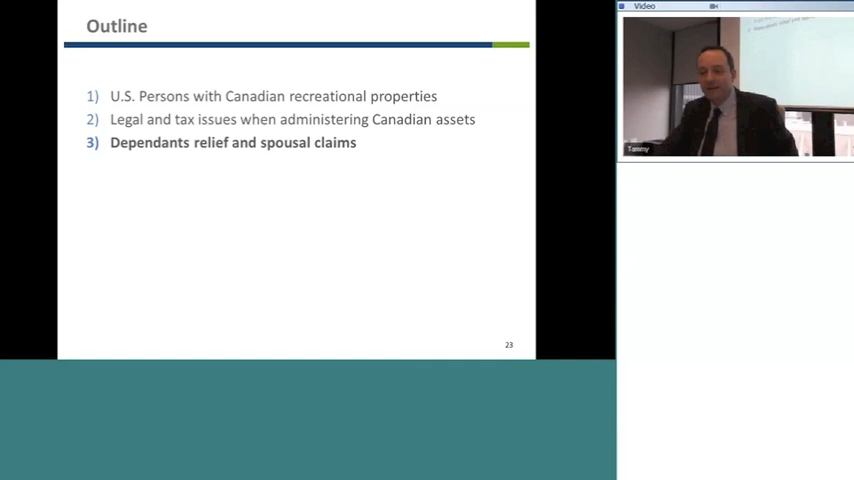 Outline
1) U.S. Persons with Canadian recreational properties
2) Legal and tax issues when administering Canadian assets
3) Dependants relief and spousal claims
23
Video
Tammy